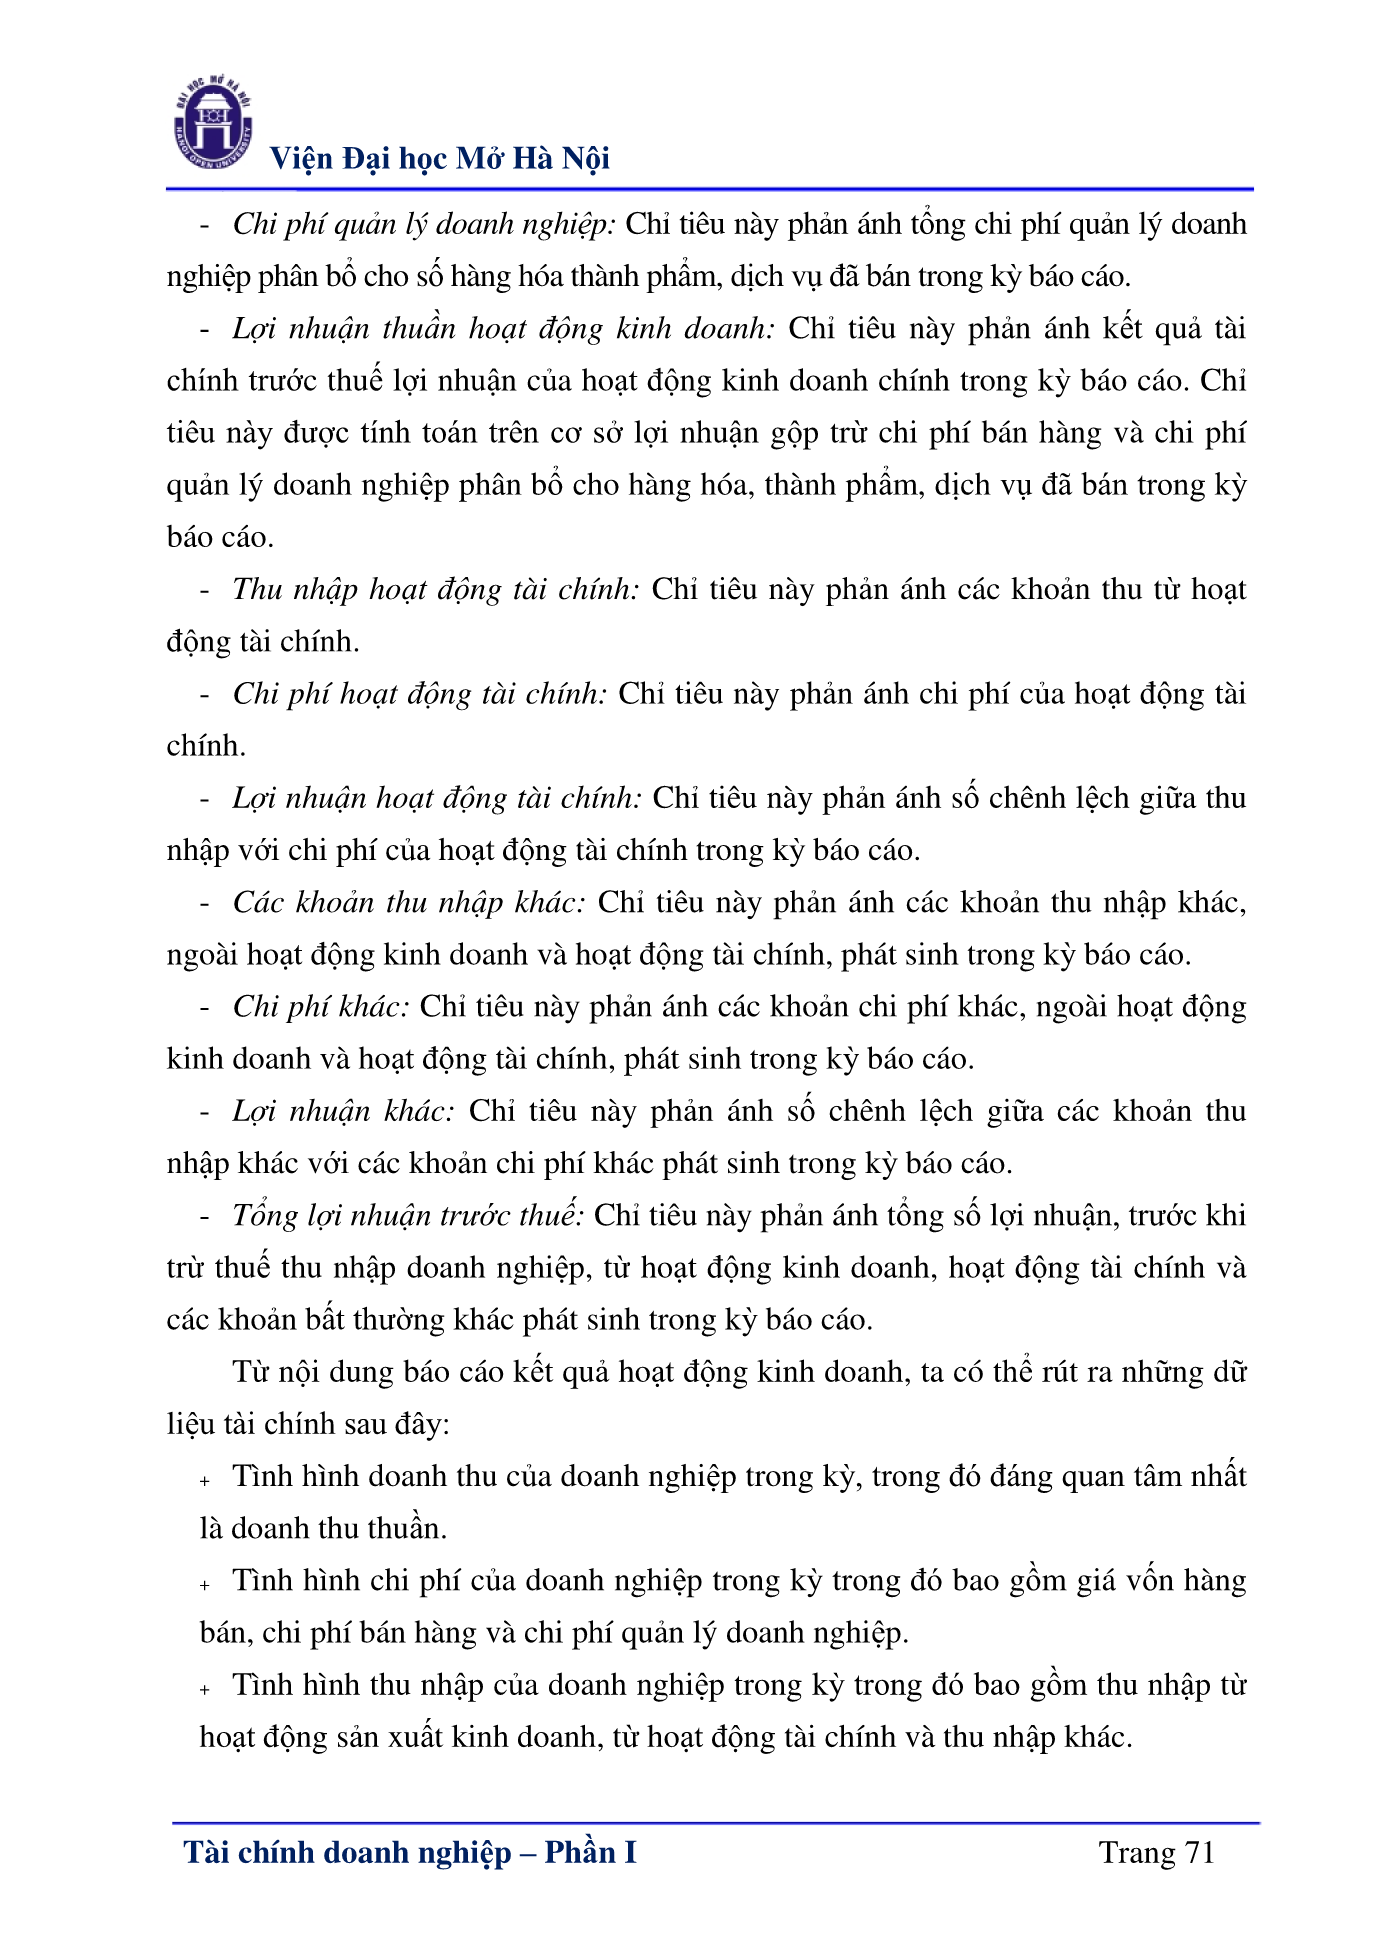 ĐẠI HỌC MỞ HÀ NỘI
HANOI OPEN UNIVERSITY
Viện Đại học Mở Hà Nội
- Chi phí quản lý doanh nghiệp: Chỉ tiêu này phản ánh tổng chi phí quản lý doanh
nghiệp phân bổ cho số hàng hóa thành phẩm, dịch vụ đã bán trong kỳ báo cáo.
- Lợi nhuận thuần hoạt động kinh doanh: Chỉ tiêu này phản ánh kết quả tài
chính trước thuế lợi nhuận của hoạt động kinh doanh chính trong kỳ báo cáo. Chỉ
tiêu này được tính toán trên cơ sở lợi nhuận gộp trừ chi phí bán hàng và chi phí
quản lý doanh nghiệp phân bổ cho hàng hóa, thành phẩm, dịch vụ đã bán trong kỳ
báo cáo.
- Thu nhập hoạt động tài chính: Chỉ tiêu này phản ánh các khoản thu từ hoạt
động tài chính.
- Chi phí hoạt động tài chính: Chỉ tiêu này phản ánh chi phí của hoạt động tài
chính.
- Lợi nhuận hoạt động tài chính: Chỉ tiêu này phản ánh số chênh lệch giữa thu
nhập với chi phí của hoạt động tài chính trong kỳ báo cáo.
- Các khoản thu nhập khác: Chỉ tiêu này phản ánh các khoản thu nhập khác,
ngoài hoạt động kinh doanh và hoạt động tài chính, phát sinh trong kỳ báo cáo.
- Chi phí khác: Chỉ tiêu này phản ánh các khoản chi phí khác, ngoài hoạt động
kinh doanh và hoạt động tài chính, phát sinh trong kỳ báo cáo.
- Lợi nhuận khác: Chỉ tiêu này phản ánh số chênh lệch giữa các khoản thu
nhập khác với các khoản chi phí khác phát sinh trong kỳ báo cáo.
- Tổng lợi nhuận trước thuế: Chỉ tiêu này phản ánh tổng số lợi nhuận, trước khi
trừ thuế thu nhập doanh nghiệp, từ hoạt động kinh doanh, hoạt động tài chính và
các khoản bất thường khác phát sinh trong kỳ báo cáo.
Từ nội dung báo cáo kết quả hoạt động kinh doanh, ta có thể rút ra những dữ
liệu tài chính sau đây:
+ Tình hình doanh thu của doanh nghiệp trong kỳ, trong đó đáng quan tâm nhất
là doanh thu thuần.
+ Tình hình chi phí của doanh nghiệp trong kỳ trong đó bao gồm giá vốn hàng
bán, chi phí bán hàng và chi phí quản lý doanh nghiệp.
+ Tình hình thu nhập của doanh nghiệp trong kỳ trong đó bao gồm thu nhập từ
hoạt động sản xuất kinh doanh, từ hoạt động tài chính và thu nhập khác.
Tài chính doanh nghiệp – Phần I Trang 71